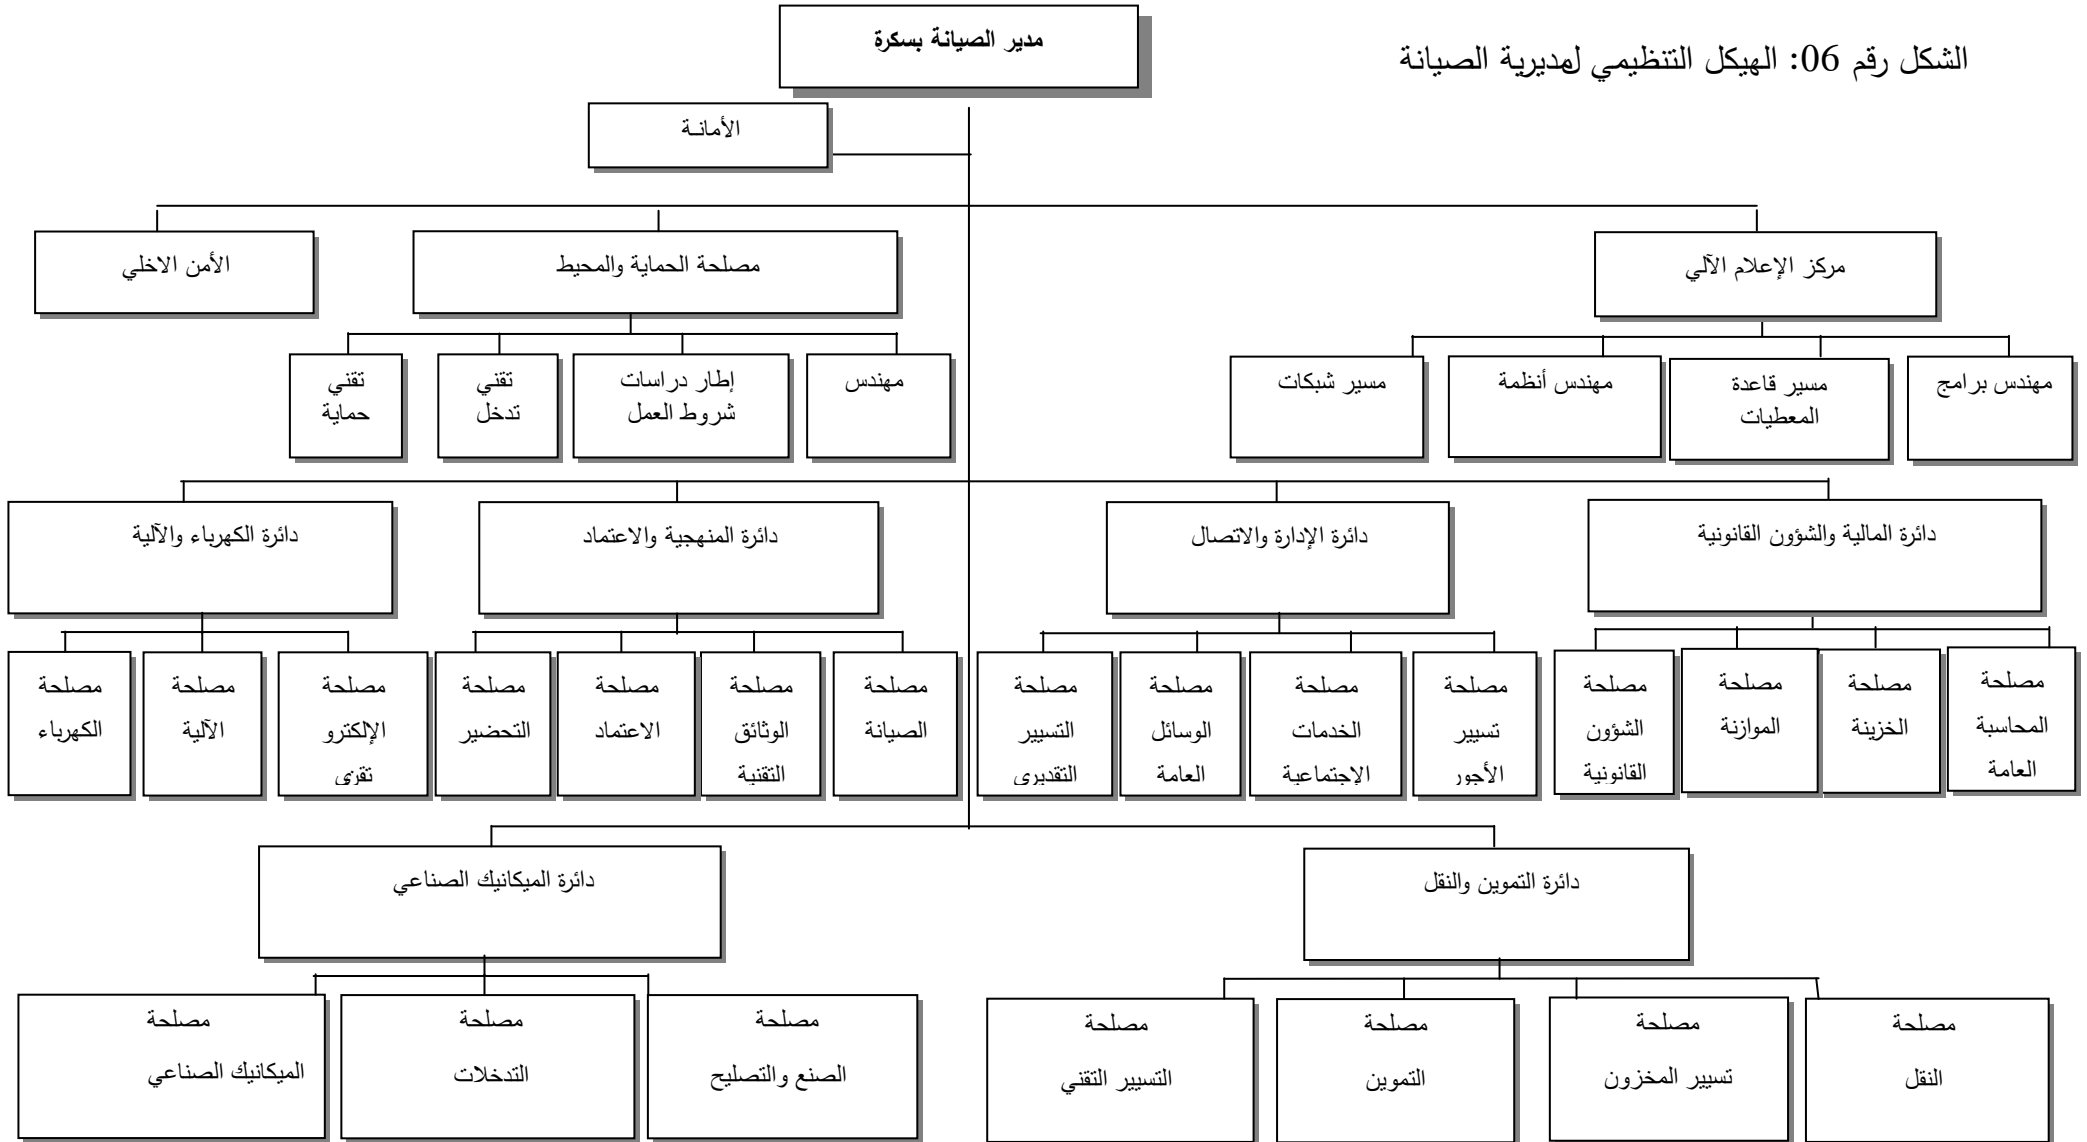 الشكل رقم 06: الهيكل التنظيمي لمديرية الصيانة
مدير الصيانة بسكرة
الأمانـة
مركز الإعلام الآلي
مصلحة الحماية والمحيط
الأمن الاخلي
مهندس برامج
مسير قاعدة
المعطيات
مهندس أنظمة
مسير شبكات
مهندس
إطار دراسات
شروط العمل
تقني
تدخل
تقني
حماية
دائرة المالية والشؤون القانونية
دائرة الإدارة والاتصال
دائرة المنهجية والاعتماد
دائرة الكهرباء والآلية
مصلحة
المحاسبة
العامة
مصلحة
الخزينة
مصلحة
الموازنة
مصلحة
الشؤون
القانونية
مصلحة
تسيير
الأجور
مصلحة
الخدمات
الإجتماعية
مصلحة
الوسائل
العامة
مصلحة
التسيير
التقديري
مصلحة
الصيانة
مصلحة
الوثائق
التقنية
مصلحة
الاعتماد
مصلحة
التحضير
مصلحة
الإلكترو
مصلحة
الآلية
مصلحة
الكهرباء
دائرة التموين والنقل
دائرة الميكانيك الصناعي
مصلحة
النقل
مصلحة
تسيير المخزون
مصلحة
التموين
مصلحة
التسيير التقني
مصلحة
الصنع والتصليح
مصلحة
التدخلات
مصلحة
الميكانيك الصناعي